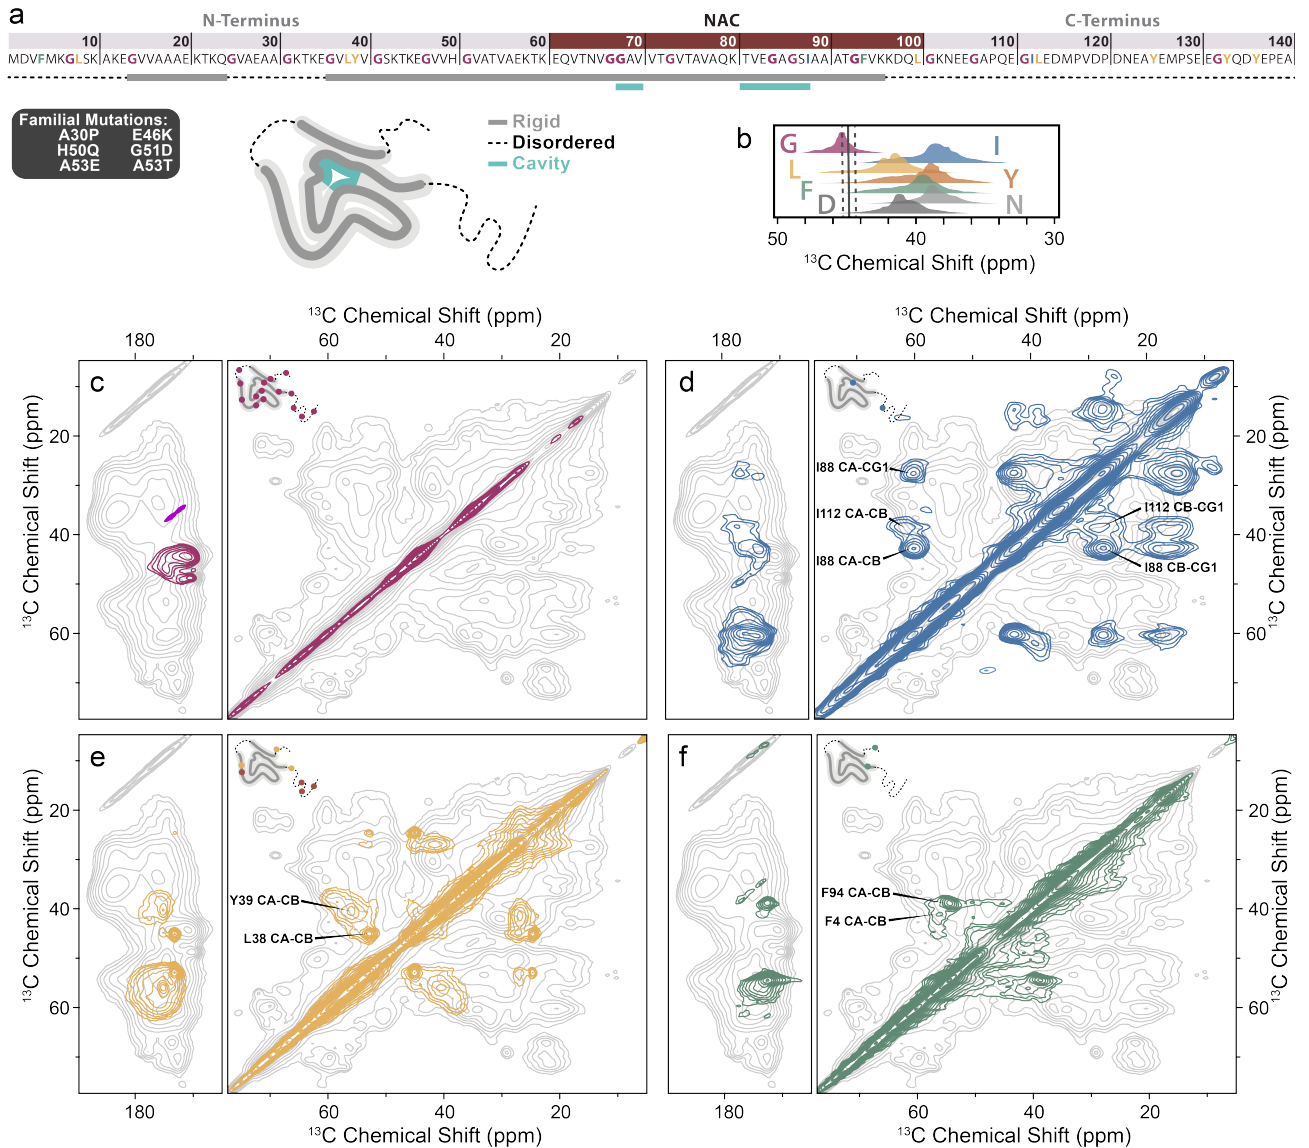 a
N-Terminus NAC C-Terminus
10 20 30 40 50 60 70 80 90 100 110 120 130 140
MDVFMKGLSK AKEGVVAAAE KTKQGVAEAA GKTKEGVLYV GSKTKEGVVH GVATVAEKTK EQVTNVGGAV VTGVTAVAQK TVEGAGSIAA ATGFVKKDQL GKNEEGAPQE GILEDMPVDP DNEAYEMPSE EGYQDYEPEA
Familial Mutations:
A30P E46K
H50Q G51D
A53E A53T
Rigid
Disordered
Cavity
b
G I
L Y
F
D N
50 40 30
13C Chemical Shift (ppm)
13C Chemical Shift (ppm) 13C Chemical Shift (ppm)
180 60 40 20 180 60 40 20
c
d
13C Chemical Shift (ppm)
20
40
60
I88 CA-CG1
I112 CA-CB
I88 CA-CB
I112 CB-CG1
I88 CB-CG1
20
40
60
13C Chemical Shift (ppm)
e
f
13C Chemical Shift (ppm)
20
40
60
Y39 CA-CB
L38 CA-CB
F94 CA-CB
F4 CA-CB
20
40
60
13C Chemical Shift (ppm)
180 60 40 20 180 60 40 20
13C Chemical Shift (ppm) 13C Chemical Shift (ppm)